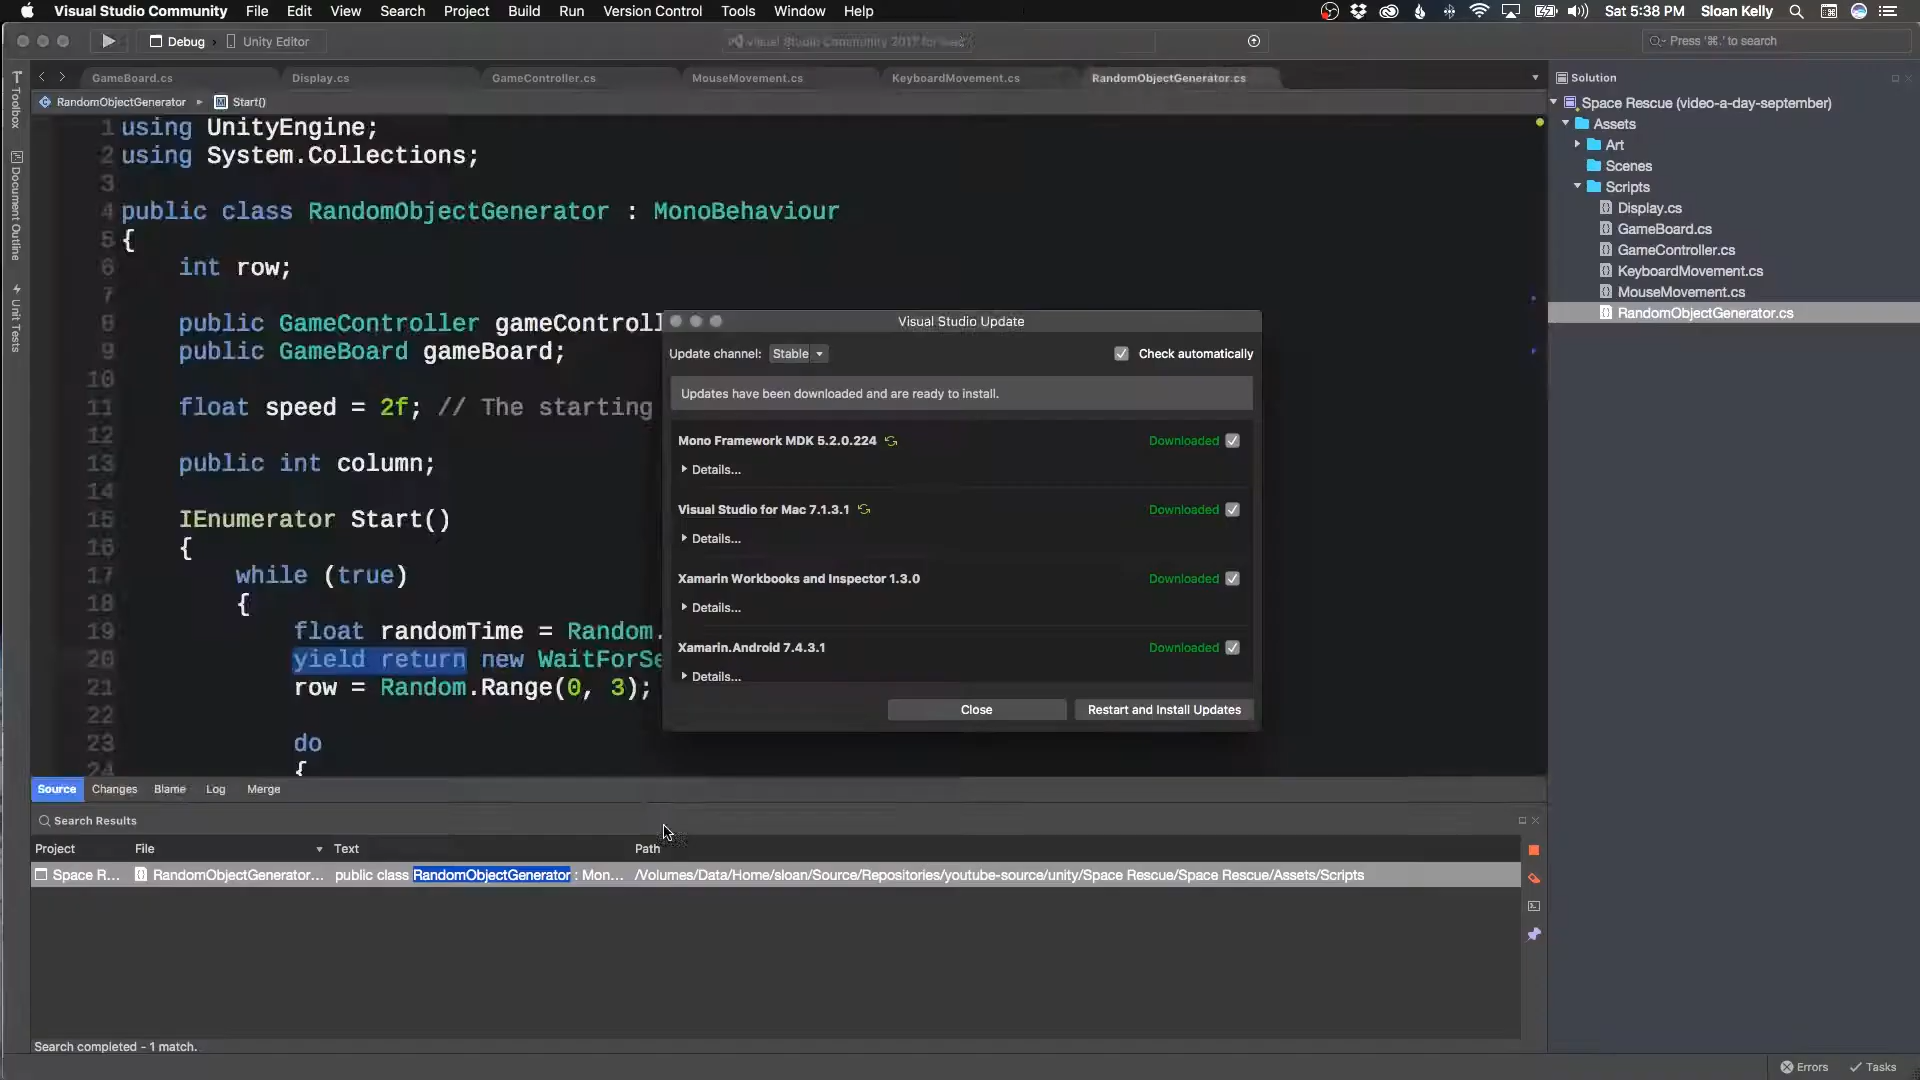 Visual Studio Community File Edit View Search Project Build Run Version Control Tools Window Help Sat 5:38 PM Sloan Kelly
Debug Unity Editor Visual Studio Community 2017 for Mac Press '⌘.' to search
GameBoard.cs Display.cs GameController.cs MouseMovement.cs KeyboardMovement.cs RandomObjectGenerator.cs
RandomObjectGenerator Start()
Toolbox
Document Outline
Unit Tests
1 using UnityEngine;
2 using System.Collections;
3
4 public class RandomObjectGenerator : MonoBehaviour
5 {
6 int row;
7
8 public GameController gameControll
9 public GameBoard gameBoard;
10
11 float speed = 2f; // The starting
12
13 public int column;
14
15 IEnumerator Start()
16 {
17 while (true)
18 {
19 float randomTime = Random.
20 yield return new WaitForSe
21 row = Random.Range(0, 3);
22
23 do
24 {
Visual Studio Update
Update channel: Stable Check automatically
Updates have been downloaded and are ready to install.
Mono Framework MDK 5.2.0.224 Downloaded
Details...
Visual Studio for Mac 7.1.3.1 Downloaded
Details...
Xamarin Workbooks and Inspector 1.3.0 Downloaded
Details...
Xamarin.Android 7.4.3.1 Downloaded
Details...
Close Restart and Install Updates
Source Changes Blame Log Merge
Search Results
Project File Text Path
Space R... RandomObjectGenerator... public class RandomObjectGenerator : Mon... /Volumes/Data/Home/sloan/Source/Repositories/youtube-source/unity/Space Rescue/Space Rescue/Assets/Scripts
Search completed - 1 match.
Solution
Space Rescue (video-a-day-september)
Assets
Art
Scenes
Scripts
Display.cs
GameBoard.cs
GameController.cs
KeyboardMovement.cs
MouseMovement.cs
RandomObjectGenerator.cs
Errors Tasks